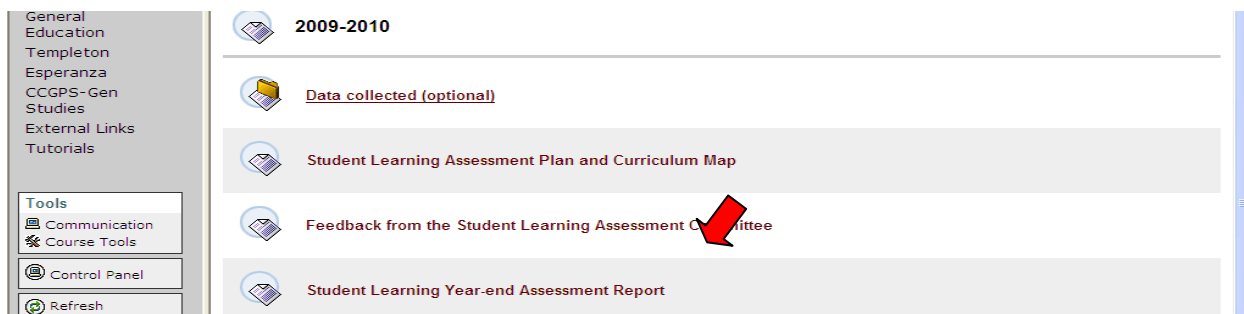 General
Education
Templeton
Esperanza
CCGPS-Gen
Studies
External Links
Tutorials
Tools
Communication
Course Tools
Control Panel
Refresh
2009-2010
Data collected (optional)
Student Learning Assessment Plan and Curriculum Map
Feedback from the Student Learning Assessment
Student Learning Year-end Assessment Report